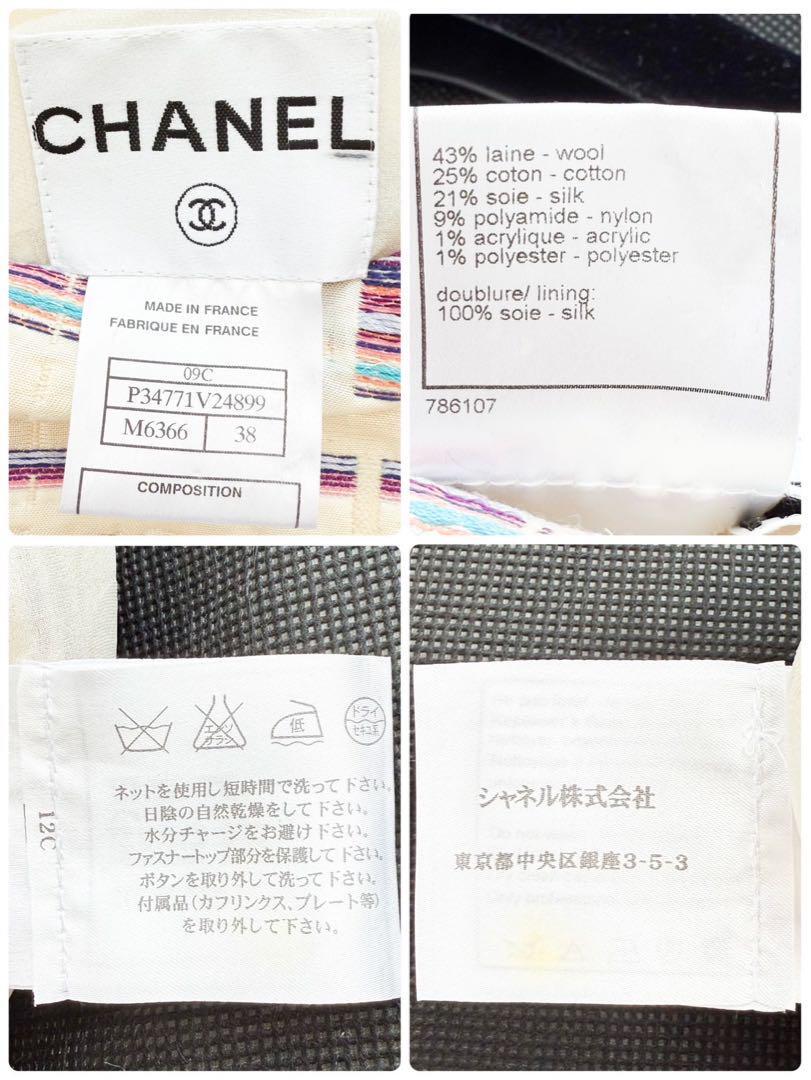 CHANEL
MADE IN FRANCE
FABRIQUE EN FRANCE
09C
P34771V24899
M6366 38
COMPOSITION
43% laine - wool
25% coton - cotton
21% soie - silk
9% polyamide - nylon
1% acrylique - acrylic
1% polyester - polyester
doublure/ lining:
100% soie - silk
786107
エンソ
サラシ
低
ドライ
セキユ系
ネットを使用し短時間で洗って下さい。
日陰の自然乾燥をして下さい。
水分チャージをお避け下さい。
ファスナートップ部分を保護して下さい。
ボタンを取り外して洗って下さい。
付属品(カフリンクス、プレート等)
を取り外して下さい。
12C
シャネル株式会社
東京都中央区銀座3-5-3